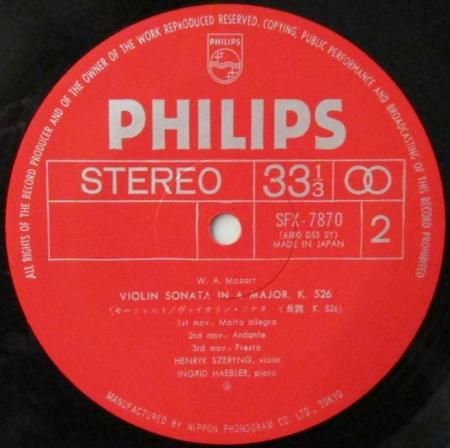 ALL RIGHTS OF THE RECORD PRODUCER AND OF THE OWNER OF THE WORK REPRODUCED RESERVED. COPYING, PUBLIC PERFORMANCE AND BROADCASTING OF THIS RECORD PROHIBITED
PHILIPS
PHILIPS
STEREO 33⅓
SFX-7870
MADE IN JAPAN
2
W. A. Mozart
VIOLIN SONATA IN A MAJOR, K. 526
(モーツァルト/ヴァイオリン・ソナタ イ長調 K. 526)
1st mov.: Molto allegro
2nd mov.: Andante
3rd mov.: Presto
HENRYK SZERYNG, violin
INGRID HAEBLER, piano
MANUFACTURED BY NIPPON PHONOGRAM CO. LTD., TOKYO